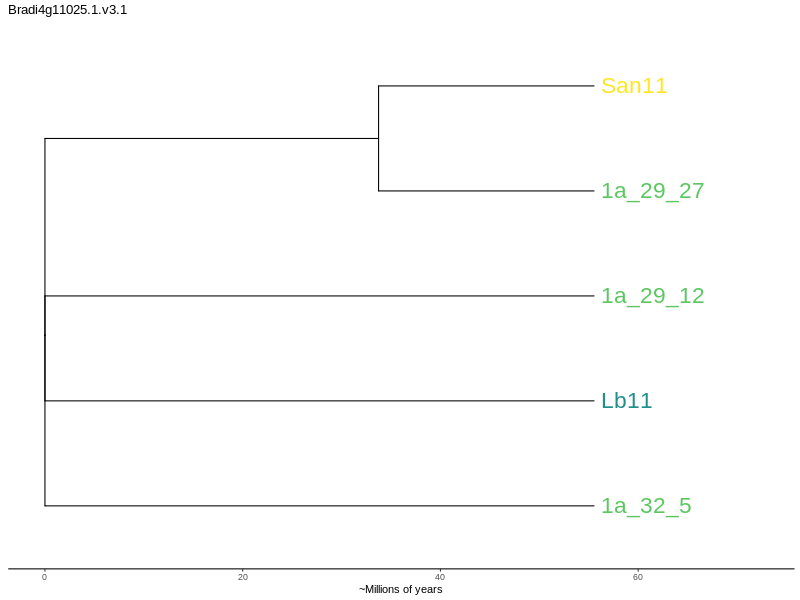 Bradi4g11025.1.v3.1
San11
1a_29_27
1a_29_12
Lb11
1a_32_5
0 20 40 60
~Millions of years